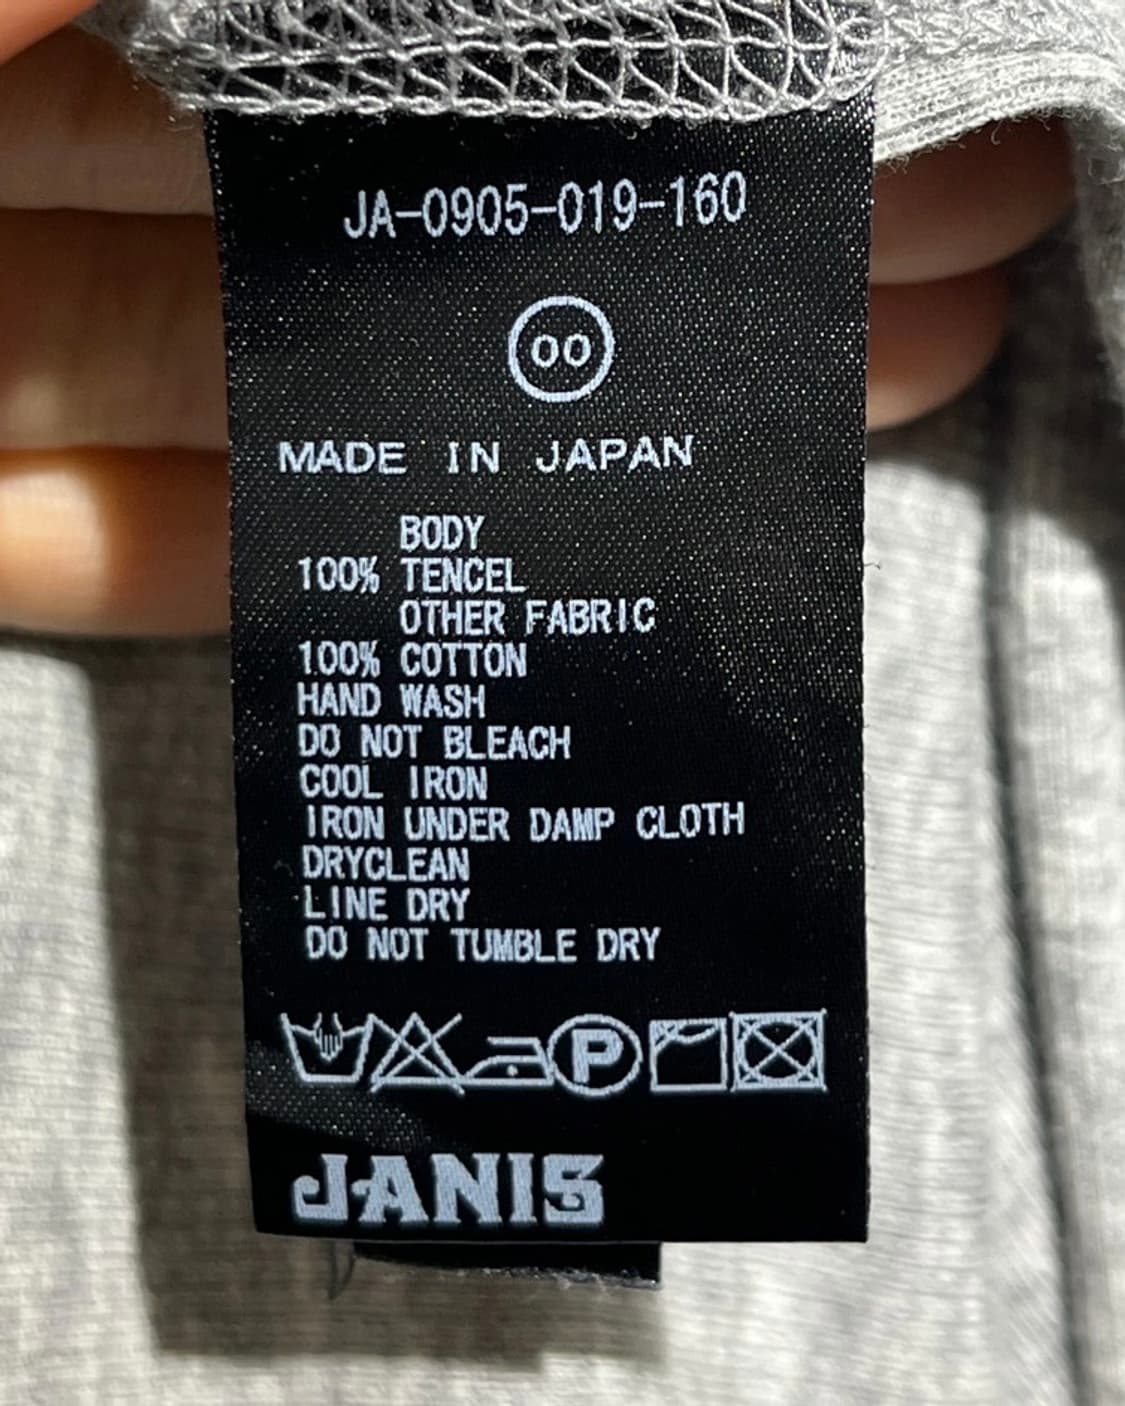 JA-0905-019-160
00
MADE IN JAPAN
BODY
100% TENCEL
OTHER FABRIC
100% COTTON
HAND WASH
DO NOT BLEACH
COOL IRON
IRON UNDER DAMP CLOTH
DRYCLEAN
LINE DRY
DO NOT TUMBLE DRY
P
JANIS